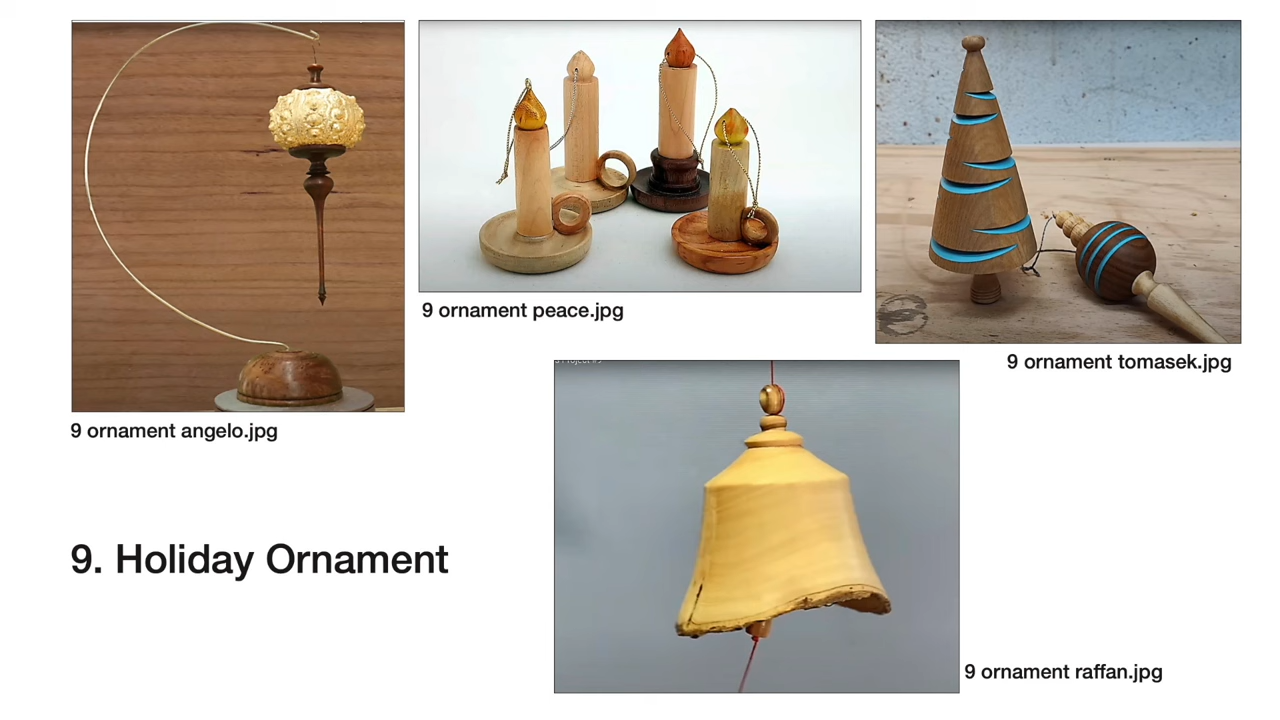 9 ornament angelo.jpg
9 ornament peace.jpg
9 ornament tomasek.jpg
9. Holiday Ornament
9 ornament raffan.jpg